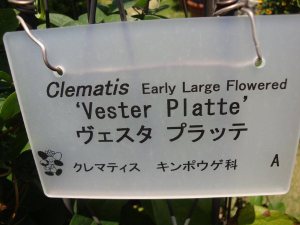 Clematis Early Large Flowered
'Vester Platte'
ヴェスタ プラッテ
クレマティス キンポウゲ科 A